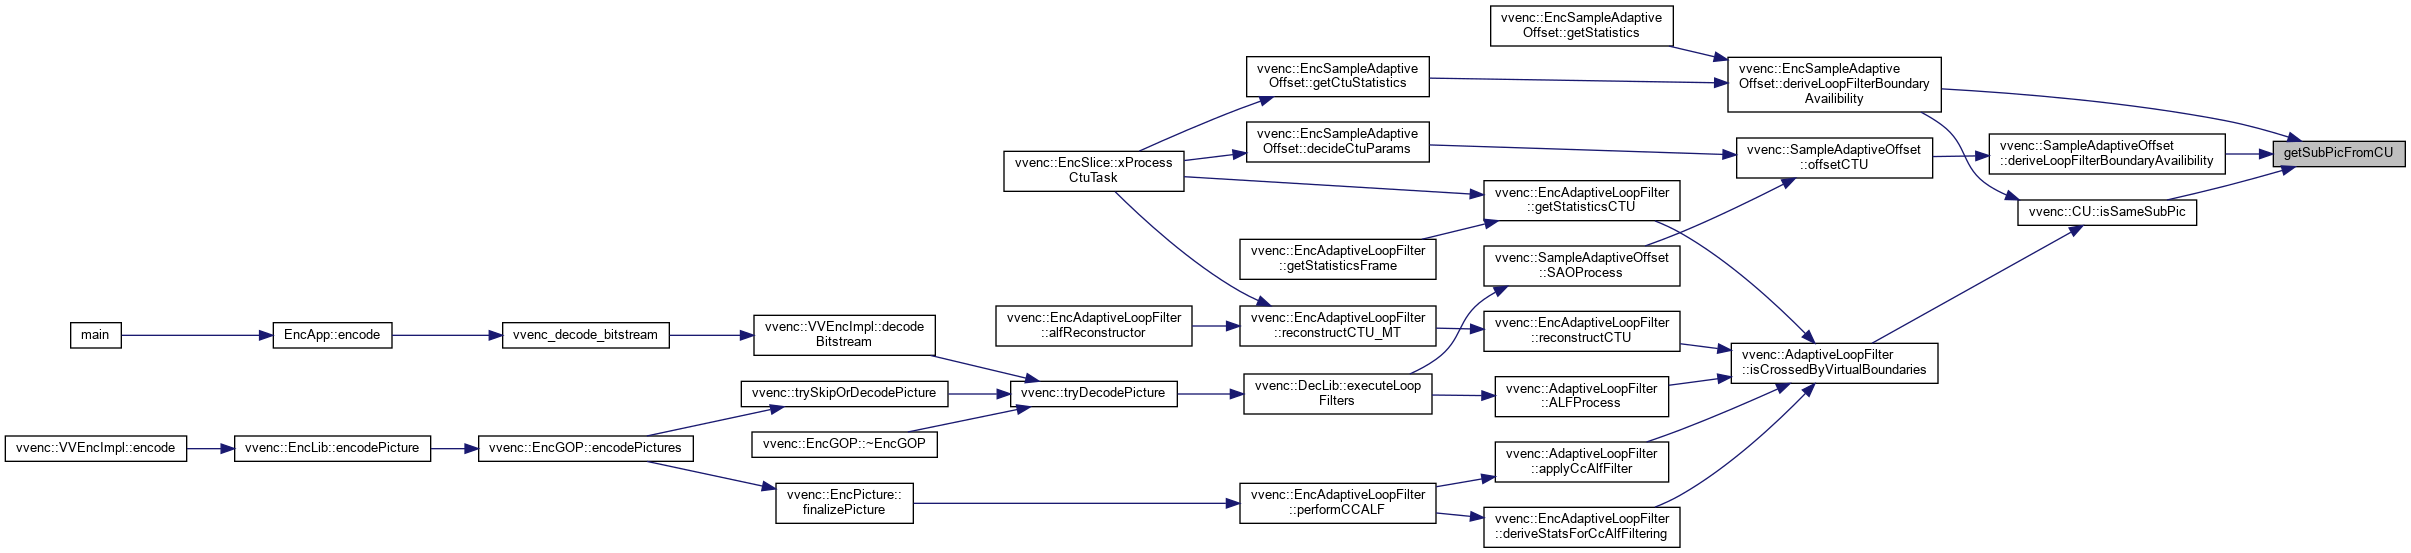 vvenc::EncSampleAdaptive
Offset::getStatistics
vvenc::EncSampleAdaptive
Offset::getCtuStatistics
vvenc::EncSampleAdaptive
Offset::deriveLoopFilterBoundary
Availibility
vvenc::EncSampleAdaptive
Offset::decideCtuParams
vvenc::SampleAdaptiveOffset
::offsetCTU
vvenc::SampleAdaptiveOffset
::deriveLoopFilterBoundaryAvailibility
getSubPicFromCU
vvenc::EncSlice::xProcess
CtuTask
vvenc::EncAdaptiveLoopFilter
::getStatisticsCTU
vvenc::CU::isSameSubPic
vvenc::EncAdaptiveLoopFilter
::getStatisticsFrame
vvenc::SampleAdaptiveOffset
::SAOProcess
main
EncApp::encode
vvenc_decode_bitstream
vvenc::VVEncImpl::decode
Bitstream
vvenc::EncAdaptiveLoopFilter
::alfReconstructor
vvenc::EncAdaptiveLoopFilter
::reconstructCTU_MT
vvenc::EncAdaptiveLoopFilter
::reconstructCTU
vvenc::AdaptiveLoopFilter
::isCrossedByVirtualBoundaries
vvenc::trySkipOrDecodePicture
vvenc::tryDecodePicture
vvenc::DecLib::executeLoop
Filters
vvenc::AdaptiveLoopFilter
::ALFProcess
vvenc::VVEncImpl::encode
vvenc::EncLib::encodePicture
vvenc::EncGOP::encodePictures
vvenc::EncGOP::~EncGOP
vvenc::AdaptiveLoopFilter
::applyCcAlfFilter
vvenc::EncPicture::
finalizePicture
vvenc::EncAdaptiveLoopFilter
::performCCALF
vvenc::EncAdaptiveLoopFilter
::deriveStatsForCcAlfFiltering